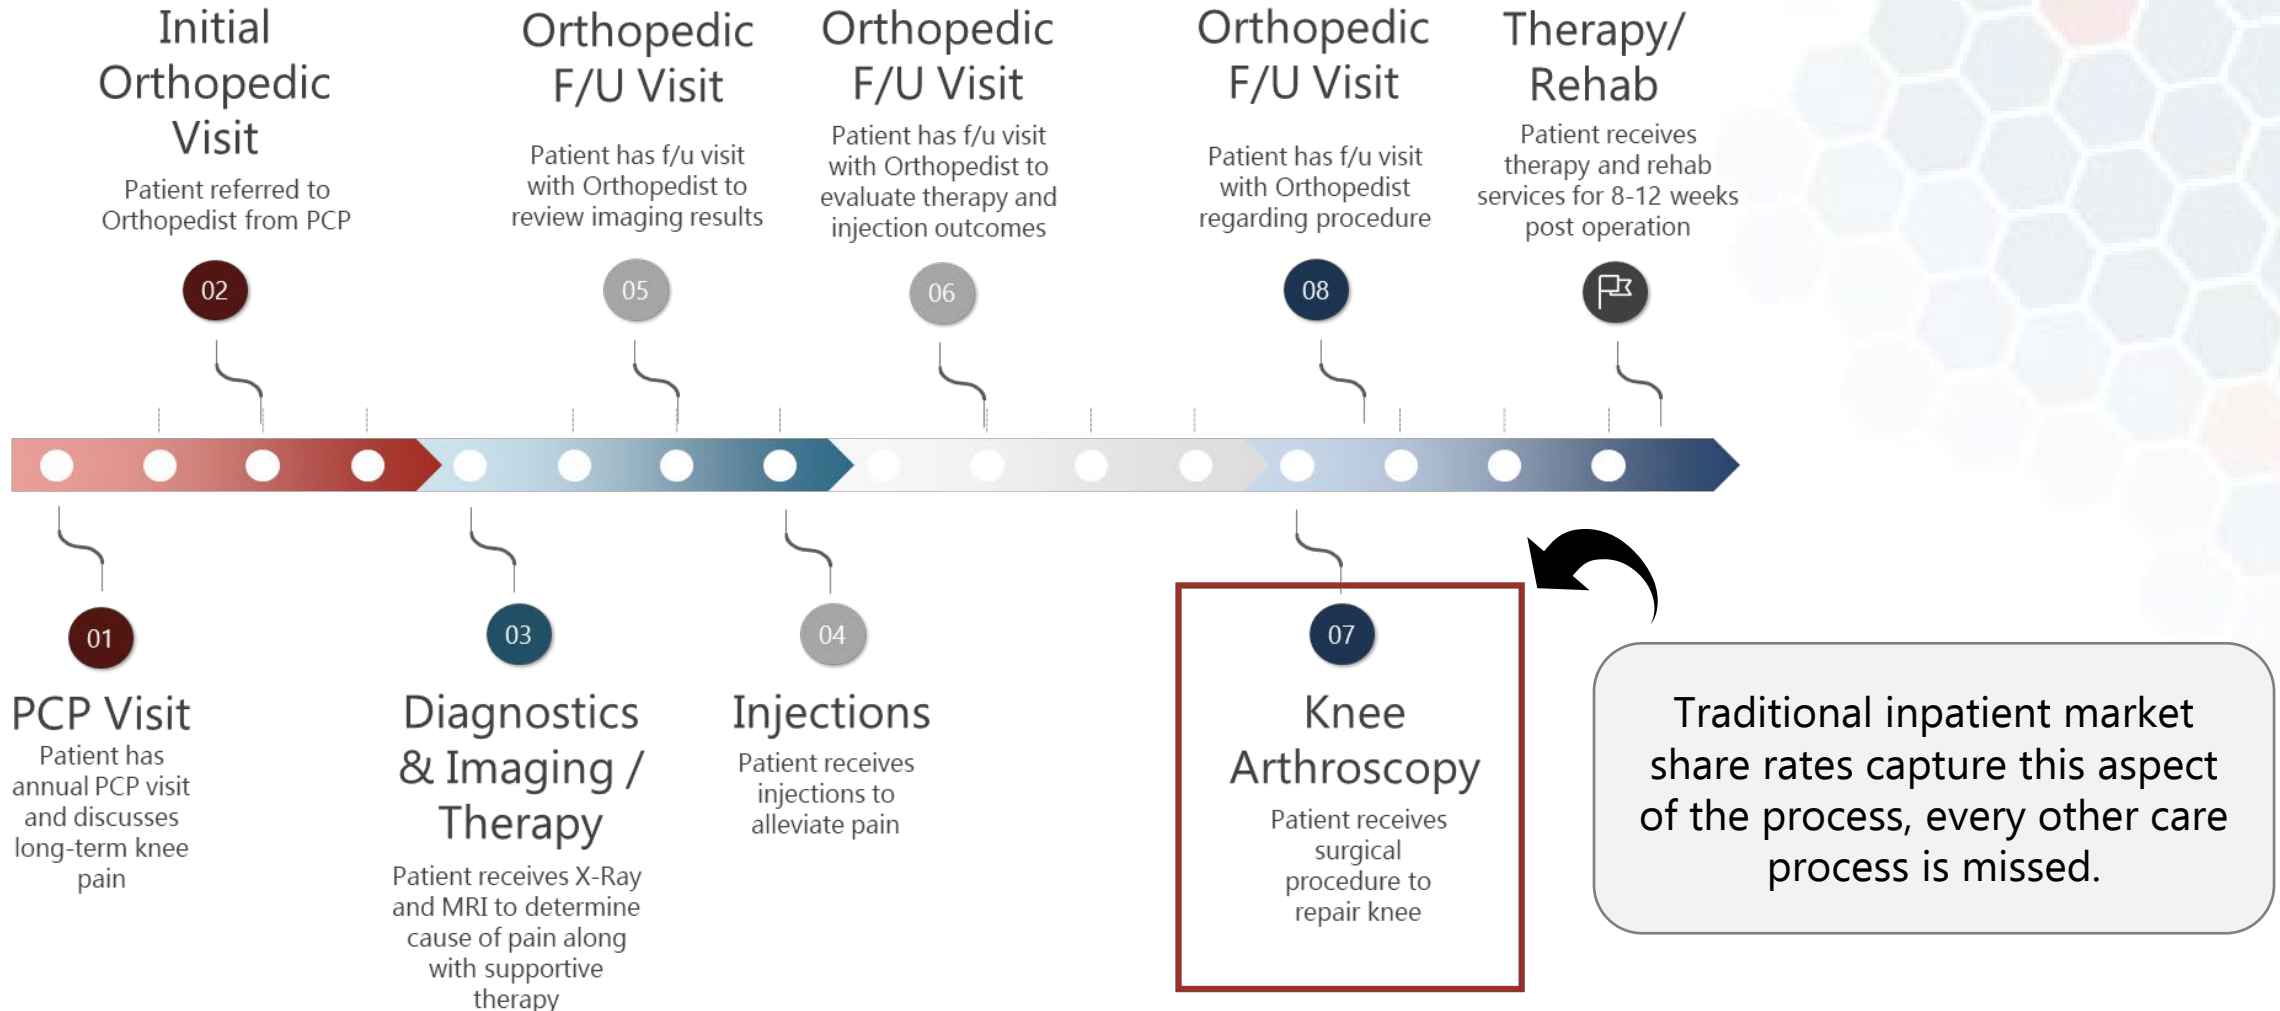 Initial
Orthopedic
Visit
Patient referred to
Orthopedist from PCP
02
Orthopedic
F/U Visit
Patient has f/u visit
with Orthopedist to
review imaging results
05
Orthopedic
F/U Visit
Patient has f/u visit
with Orthopedist to
evaluate therapy and
injection outcomes
06
Orthopedic
F/U Visit
Patient has f/u visit
with Orthopedist
regarding procedure
08
Therapy/
Rehab
Patient receives
therapy and rehab
services for 8-12 weeks
post operation
01
PCP Visit
Patient has
annual PCP visit
and discusses
long-term knee
pain
03
Diagnostics
& Imaging /
Therapy
Patient receives X-Ray
and MRI to determine
cause of pain along
with supportive
therapy
04
Injections
Patient receives
injections to
alleviate pain
07
Knee
Arthroscopy
Patient receives
surgical
procedure to
repair knee
Traditional inpatient market
share rates capture this aspect
of the process, every other care
process is missed.